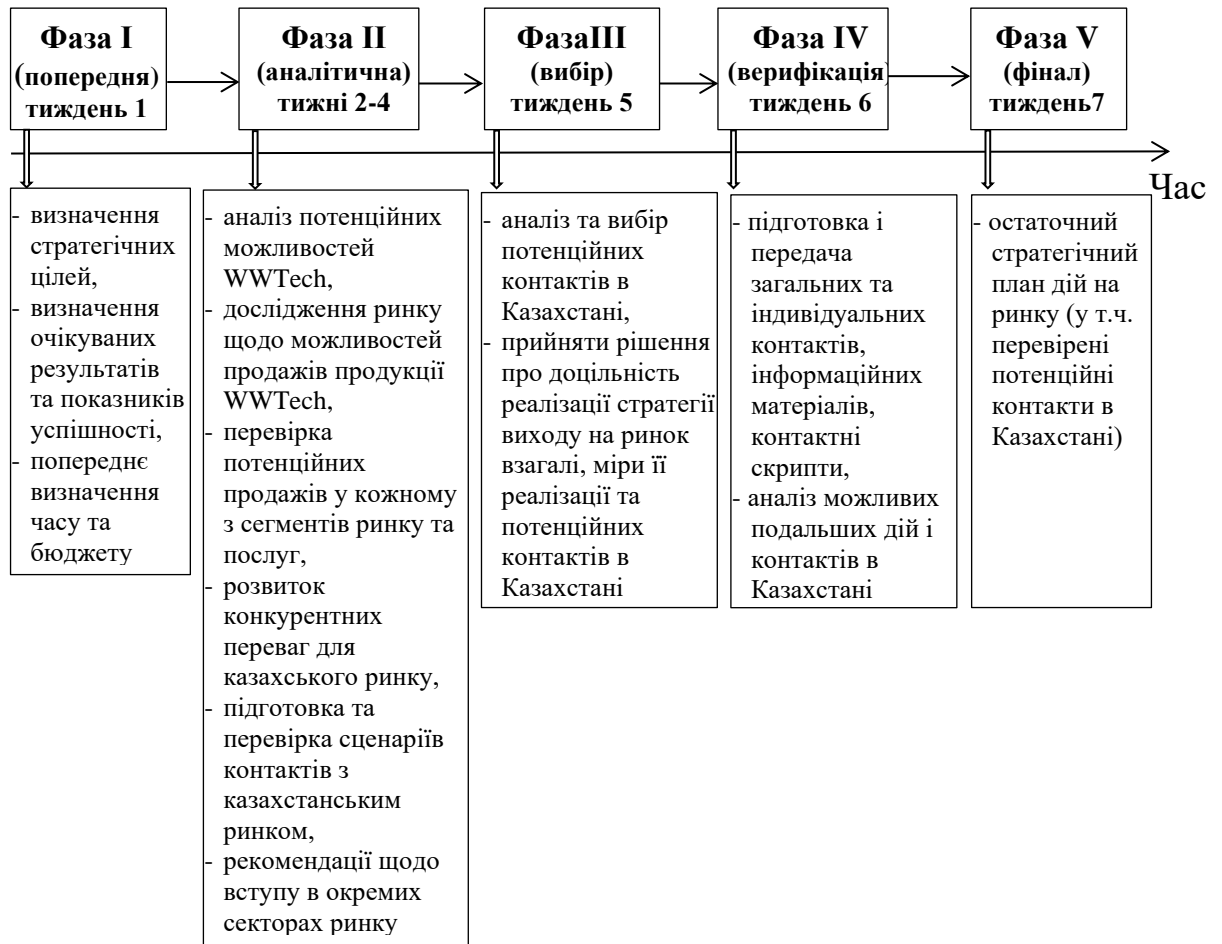 Фаза I
(попередня)
тиждень 1
Фаза II
(аналітична)
тижні 2-4
ФазаIII
(вибір)
тиждень 5
Фаза IV
(верифікація)
тиждень 6
Фаза V
(фінал)
тиждень7
Час
- визначення
стратегічних
цілей,
- визначення
очікуваних
результатів
та показників
успішності,
- попереднє
визначення
часу та
бюджету
- аналіз потенційних
можливостей
WWTech,
- дослідження ринку
щодо можливостей
продажів продукції
WWTech,
- перевірка
потенційних
продажів у кожному
з сегментів ринку та
послуг,
- розвиток
конкурентних
переваг для
казахського ринку,
- підготовка та
перевірка сценаріїв
контактів з
казахстанським
ринком,
- рекомендації щодо
вступу в окремих
секторах ринку
- аналіз та вибір
потенційних
контактів в
Казахстані,
- прийняти рішення
про доцільність
реалізації стратегії
виходу на ринок
взагалі, міри її
реалізації та
потенційних
контактів в
Казахстані
- підготовка і
передача
загальних та
індивідуальних
контактів,
інформаційних
матеріалів,
контактні
скрипти,
- аналіз можливих
подальших дій і
контактів в
Казахстані
- остаточний
стратегічний
план дій на
ринку (у т.ч.
перевірені
потенційні
контакти в
Казахстані)